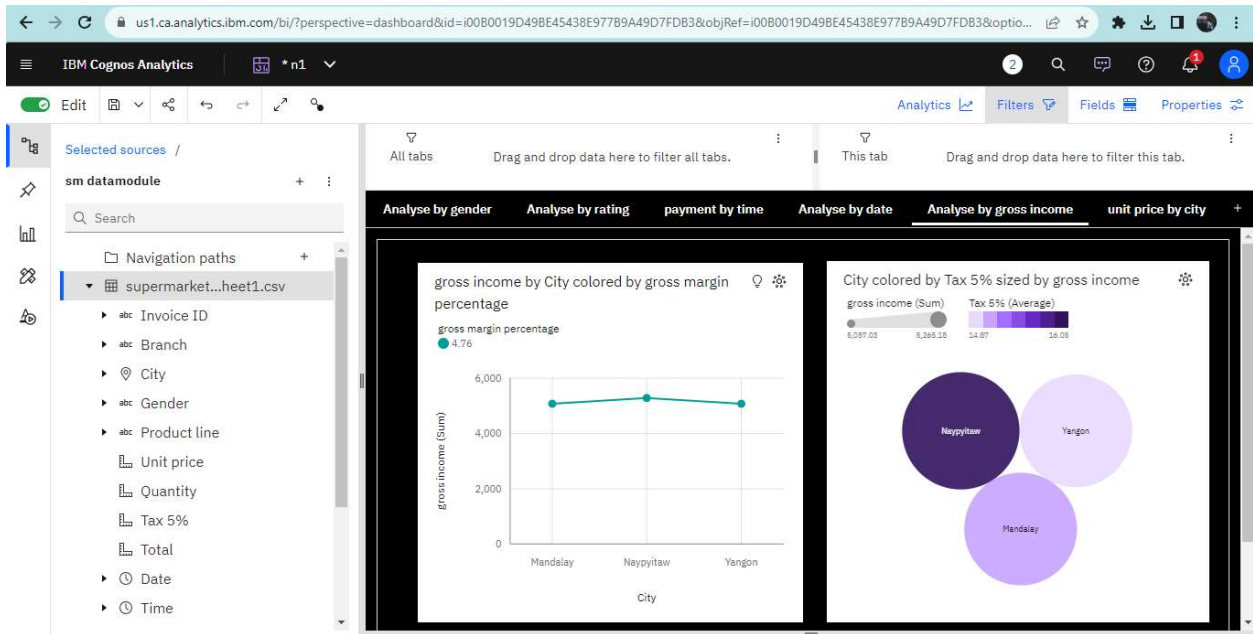 us1.ca.analytics.ibm.com/bi/?perspective=dashboard&id=i00B0019D49BE45438E977B9A49D7FDB3&objRef=i00B0019D49BE45438E977B9A49D7FDB3&optio...
IBM Cognos Analytics
* n1
2
1
Edit
Analytics
Filters
Fields
Properties
Selected sources /
sm datamodule
Search
Navigation paths
supermarket...heet1.csv
abc Invoice ID
abc Branch
City
abc Gender
abc Product line
Unit price
Quantity
Tax 5%
Total
Date
Time
All tabs
Drag and drop data here to filter all tabs.
This tab
Drag and drop data here to filter this tab.
Analyse by gender
Analyse by rating
payment by time
Analyse by date
Analyse by gross income
unit price by city
gross income by City colored by gross margin
percentage
gross margin percentage
4.76
6,000
4,000
2,000
0
gross income (Sum)
Mandalay
Naypyitaw
Yangon
City
City colored by Tax 5% sized by gross income
gross income (Sum)
Tax 5% (Average)
14.87
16.05
Naypyitaw
Yangon
Mandalay